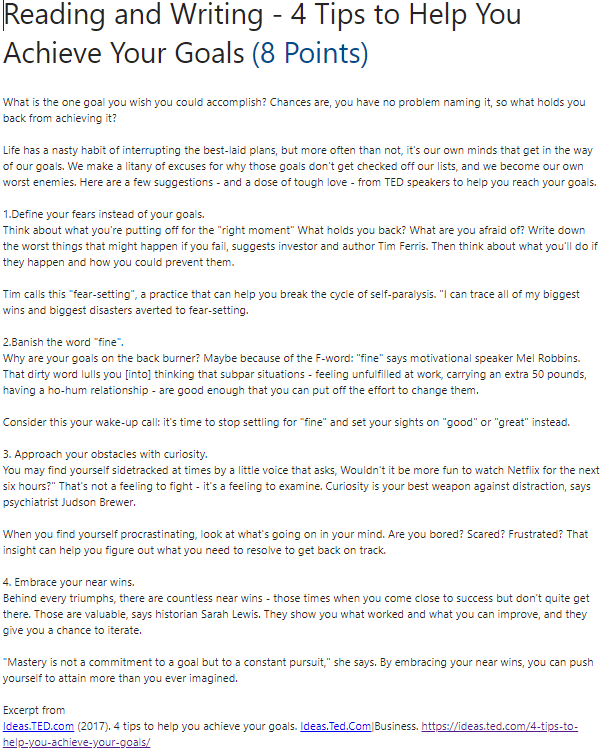 Reading and Writing - 4 Tips to Help You
Achieve Your Goals (8 Points)
What is the one goal you wish you could accomplish? Chances are, you have no problem naming it, so what holds you
back from achieving it?
Life has a nasty habit of interrupting the best-laid plans, but more often than not, it's our own minds that get in the way
of our goals. We make a litany of excuses for why those goals don't get checked off our lists, and we become our own
worst enemies. Here are a few suggestions - and a dose of tough love - from TED speakers to help you reach your goals.
1.Define your fears instead of your goals.
Think about what you're putting off for the "right moment" What holds you back? What are you afraid of? Write down
the worst things that might happen if you fail, suggests investor and author Tim Ferris. Then think about what you'll do if
they happen and how you could prevent them.
Tim calls this "fear-setting", a practice that can help you break the cycle of self-paralysis. "I can trace all of my biggest
wins and biggest disasters averted to fear-setting.
2.Banish the word "fine".
Why are your goals on the back burner? Maybe because of the F-word: "fine" says motivational speaker Mel Robbins.
That dirty word lulls you [into] thinking that subpar situations - feeling unfulfilled at work, carrying an extra 50 pounds,
having a ho-hum relationship - are good enough that you can put off the effort to change them.
Consider this your wake-up call: it's time to stop settling for "fine" and set your sights on "good" or "great" instead.
3. Approach your obstacles with curiosity.
You may find yourself sidetracked at times by a little voice that asks, Wouldn't it be more fun to watch Netflix for the next
six hours?" That's not a feeling to fight - it's a feeling to examine. Curiosity is your best weapon against distraction, says
psychiatrist Judson Brewer.
When you find yourself procrastinating, look at what's going on in your mind. Are you bored? Scared? Frustrated? That
insight can help you figure out what you need to resolve to get back on track.
4. Embrace your near wins.
Behind every triumphs, there are countless near wins - those times when you come close to success but don't quite get
there. Those are valuable, says historian Sarah Lewis. They show you what worked and what you can improve, and they
give you a chance to iterate.
"Mastery is not a commitment to a goal but to a constant pursuit," she says. By embracing your near wins, you can push
yourself to attain more than you ever imagined.
Excerpt from
Ideas.TED.com (2017). 4 tips to help you achieve your goals. Ideas.Ted.Com|Business. https://ideas.ted.com/4-tips-to-
help-you-achieve-your-goals/